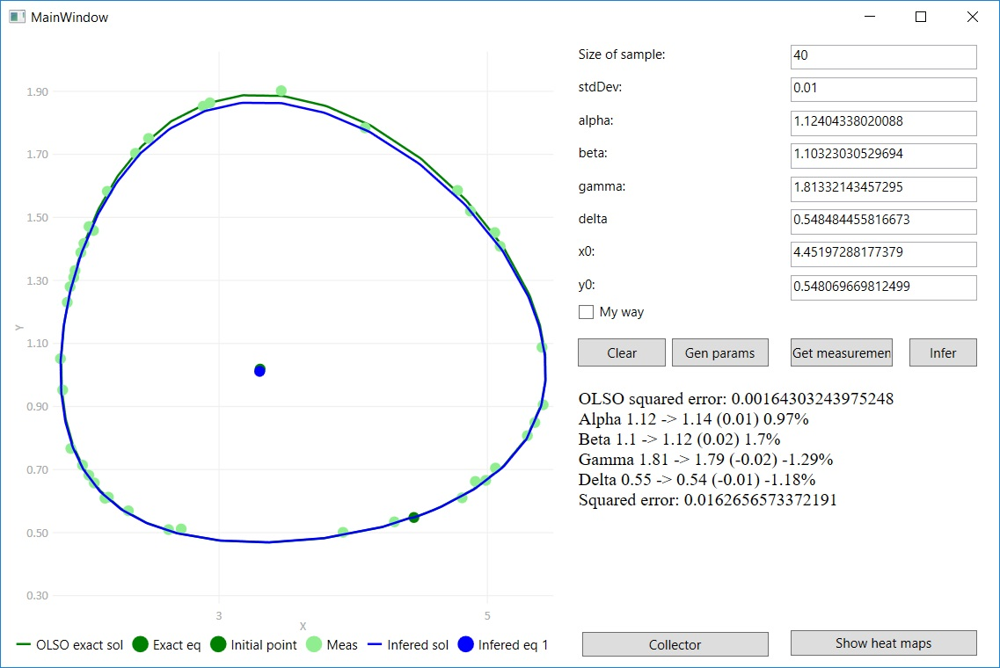 MainWindow
1.90
1.70
1.50
1.30
1.10
0.90
0.70
0.50
0.30
Y
3
5
X
OLSO exact sol
Exact eq
Initial point
Meas
Infered sol
Infered eq 1
Size of sample:
40
stdDev:
0.01
alpha:
1.12404338020088
beta:
1.10323030529694
gamma:
1.81332143457295
delta
0.548484455816673
x0:
4.45197288177379
y0:
0.548069669812499
My way
Clear
Gen params
Get measuremen
Infer
OLSO squared error: 0.00164303243975248
Alpha 1.12 -> 1.14 (0.01) 0.97%
Beta 1.1 -> 1.12 (0.02) 1.7%
Gamma 1.81 -> 1.79 (-0.02) -1.29%
Delta 0.55 -> 0.54 (-0.01) -1.18%
Squared error: 0.0162656573372191
Collector
Show heat maps